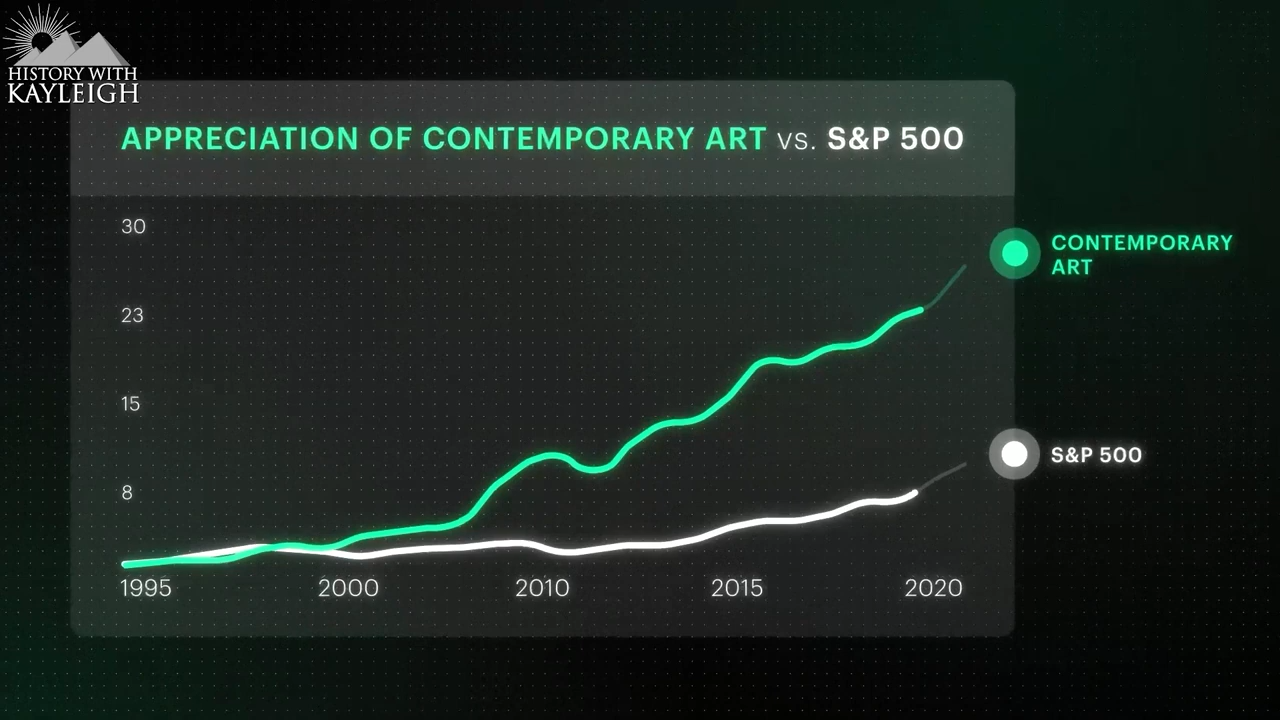 HISTORY WITH
KAYLEIGH
APPRECIATION OF CONTEMPORARY ART VS. S&P 500
30
23
15
8
1995 2000 2010 2015 2020
CONTEMPORARY
ART
S&P 500